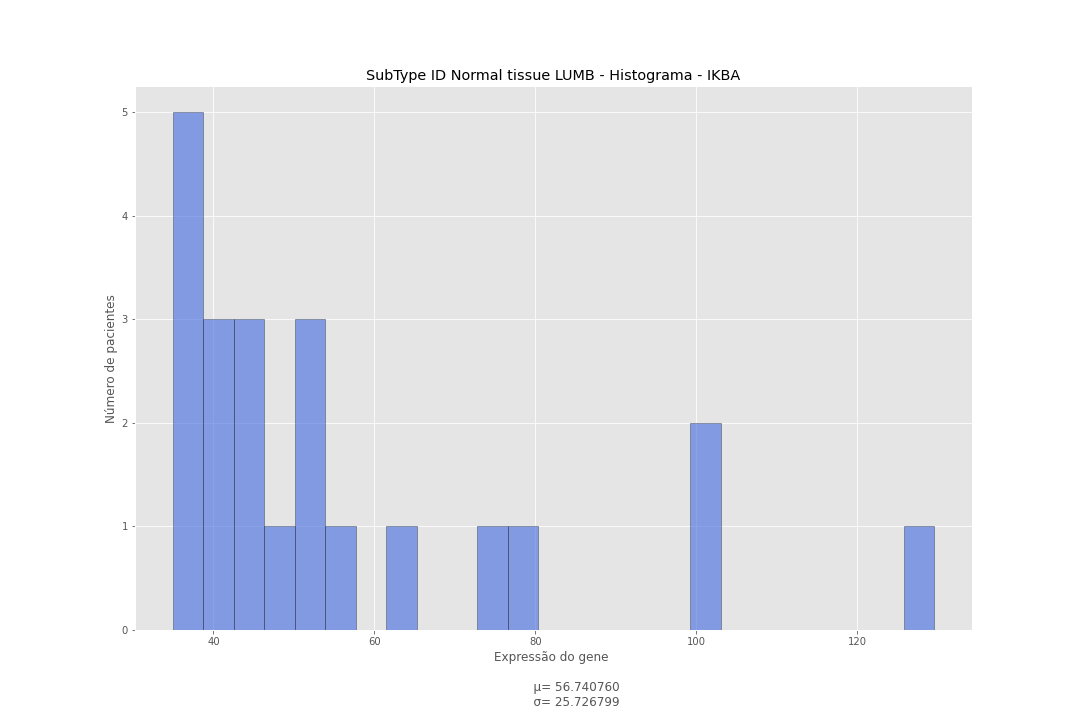 SubType ID Normal tissue LUMB - Histograma - IKBA
5
4
3
2
1
0
Número de pacientes
40 60 80 100 120
Expressão do gene
μ= 56.740760
σ= 25.726799